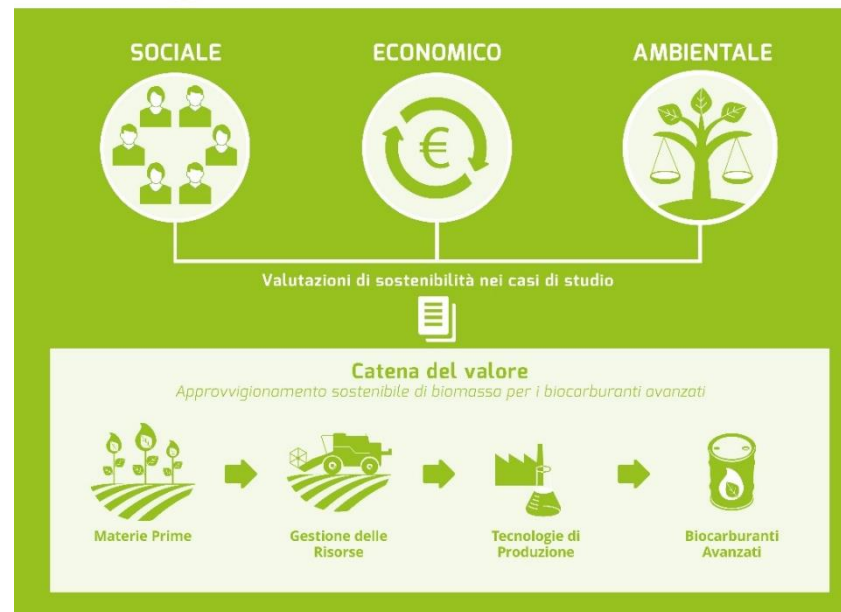 SOCIALE
ECONOMICO
AMBIENTALE
€
Valutazioni di sostenibilità nei casi di studio
Catena del valore
Approvvigionamento sostenibile di biomassa per i biocarburanti avanzati
Materie Prime
Gestione delle
Risorse
Tecnologie di
Produzione
Biocarburanti
Avanzati